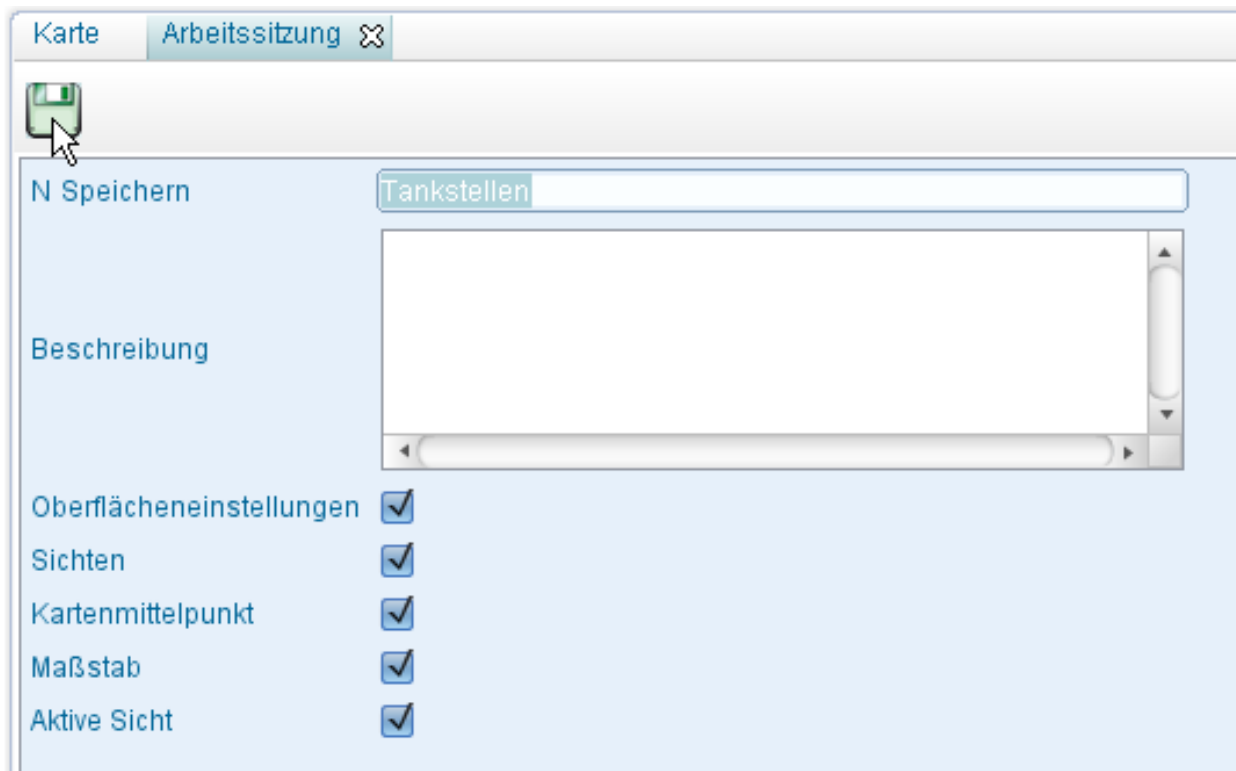 Karte Arbeitssitzung
N Speichern Tankstellen
Beschreibung
Oberflächeneinstellungen
Sichten
Kartenmittelpunkt
Maßstab
Aktive Sicht